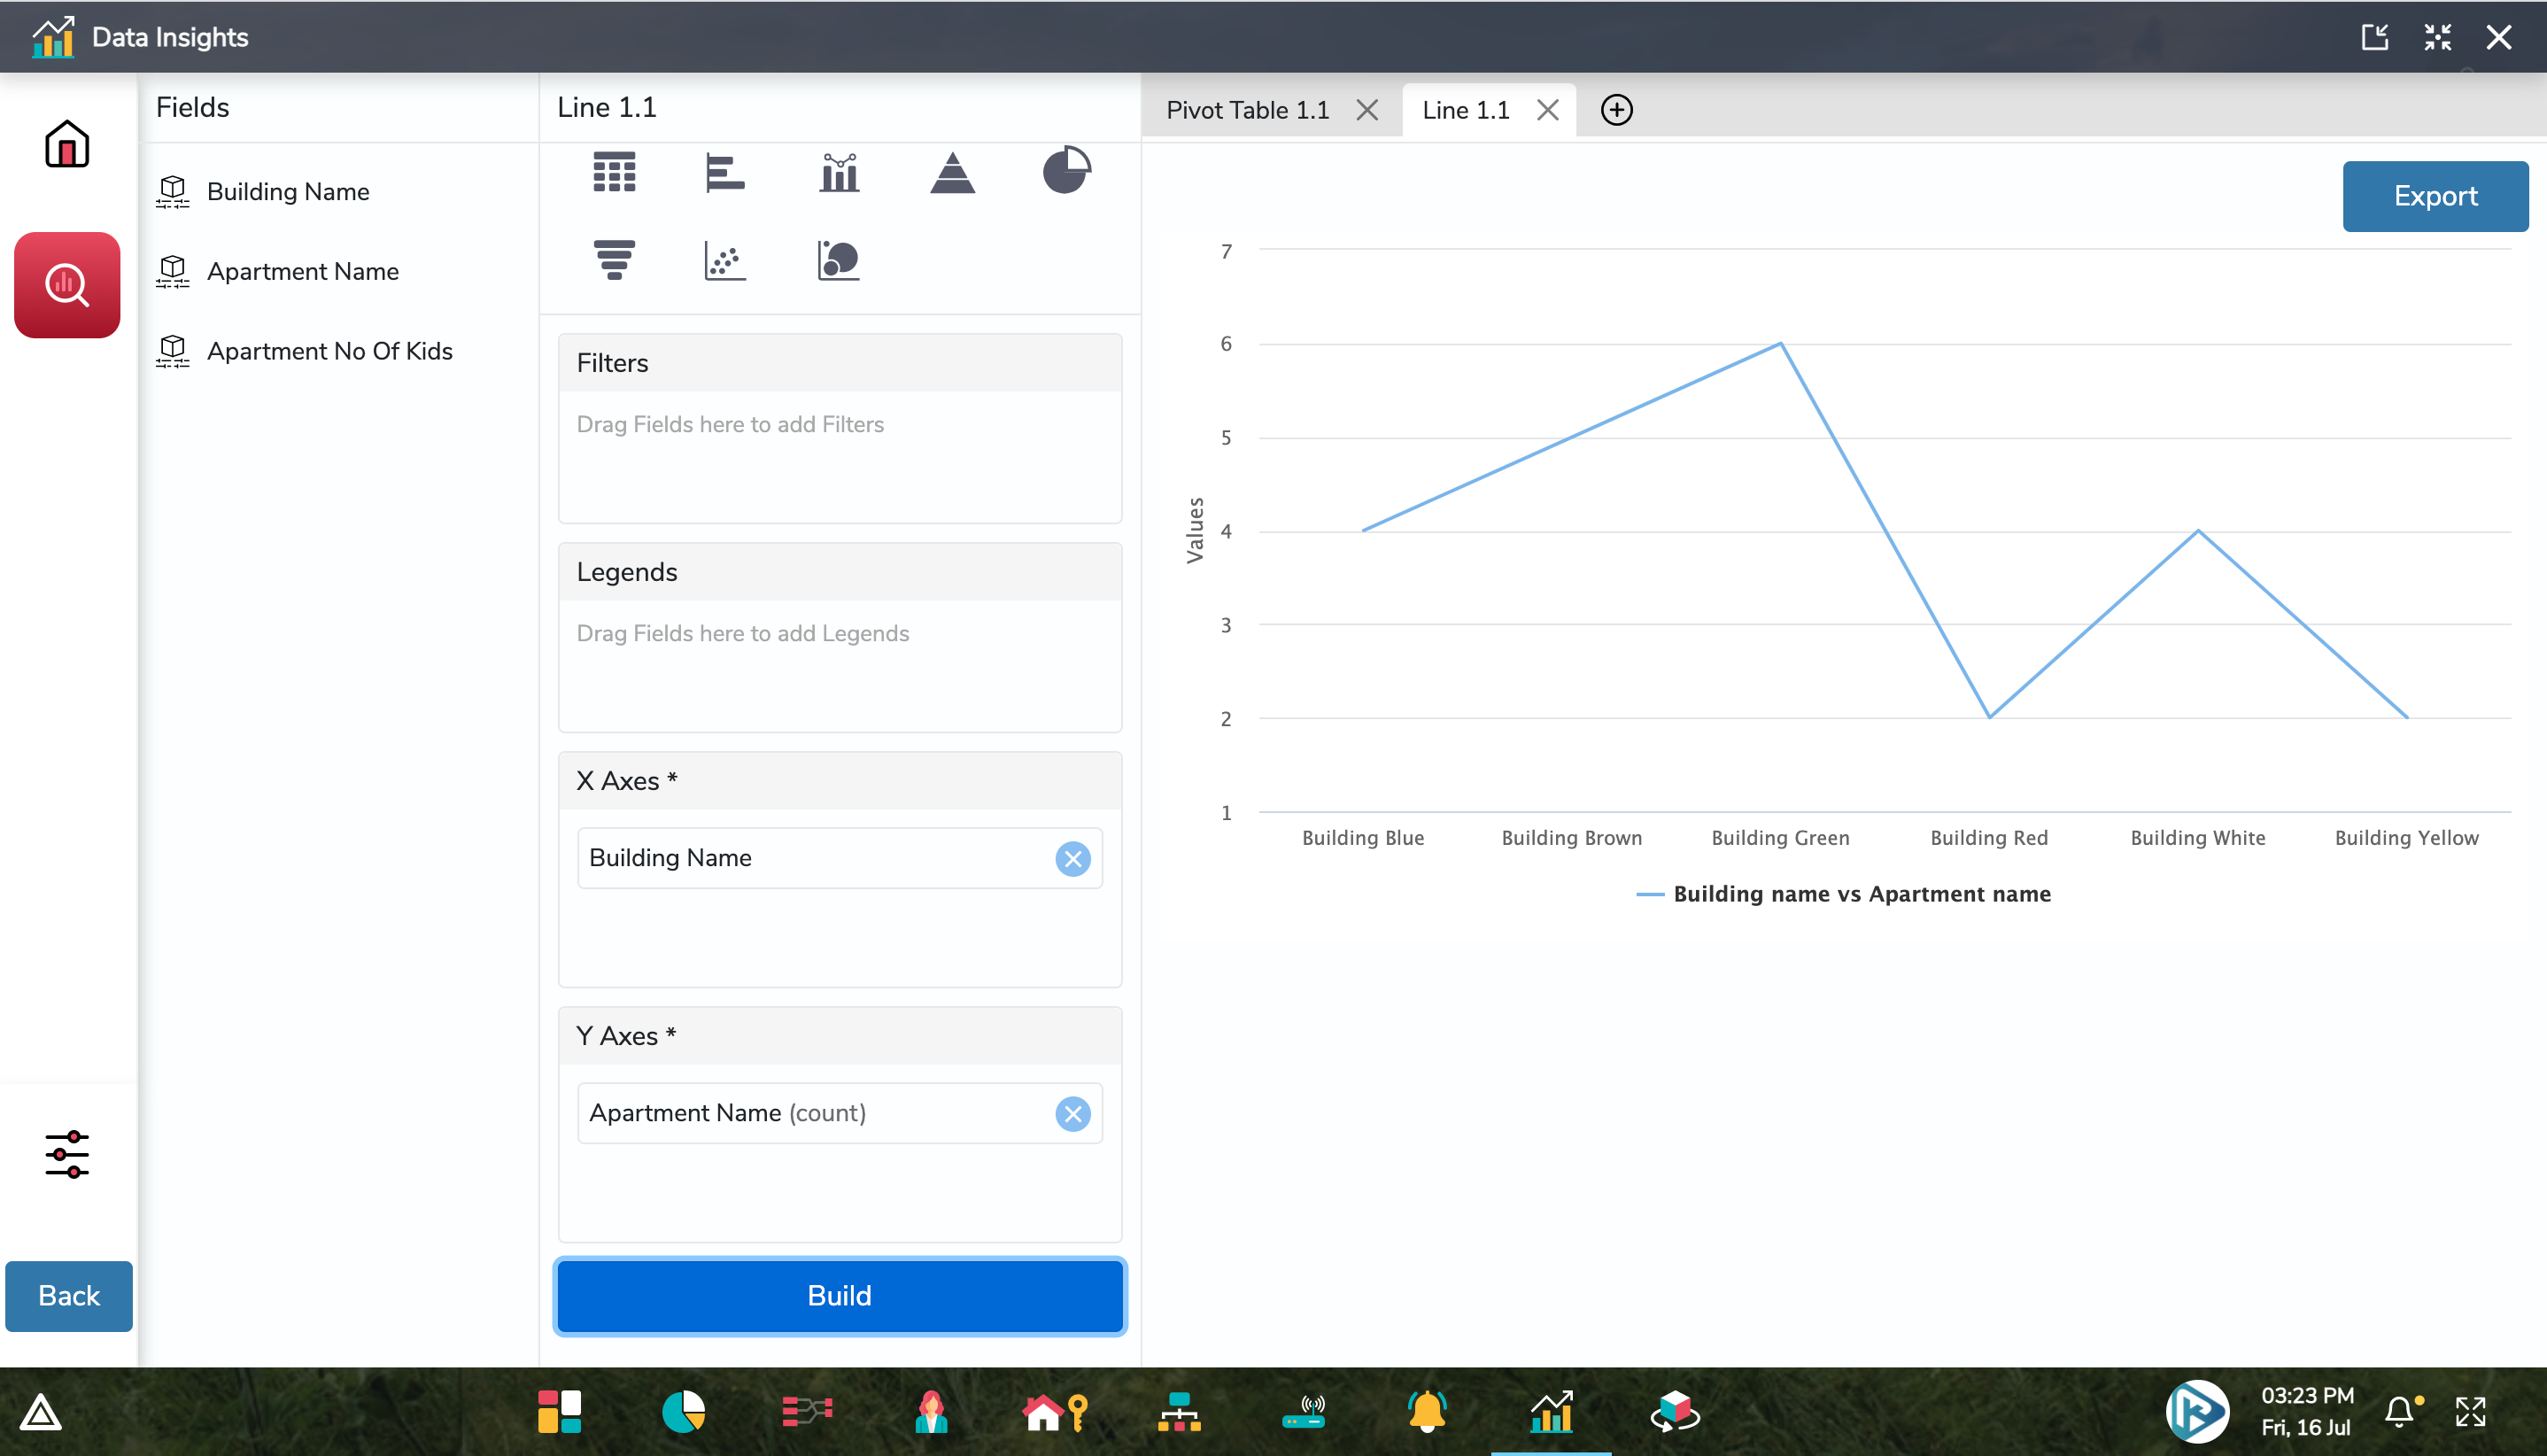 Data Insights
Fields
Building Name
Apartment Name
Apartment No Of Kids
Back
Line 1.1
Filters
Drag Fields here to add Filters
Legends
Drag Fields here to add Legends
X Axes *
Building Name
Y Axes *
Apartment Name (count)
Build
Pivot Table 1.1
Line 1.1
Export
7
6
5
4
3
2
1
Values
Building Blue
Building Brown
Building Green
Building Red
Building White
Building Yellow
Building name vs Apartment name
03:23 PM
Fri, 16 Jul